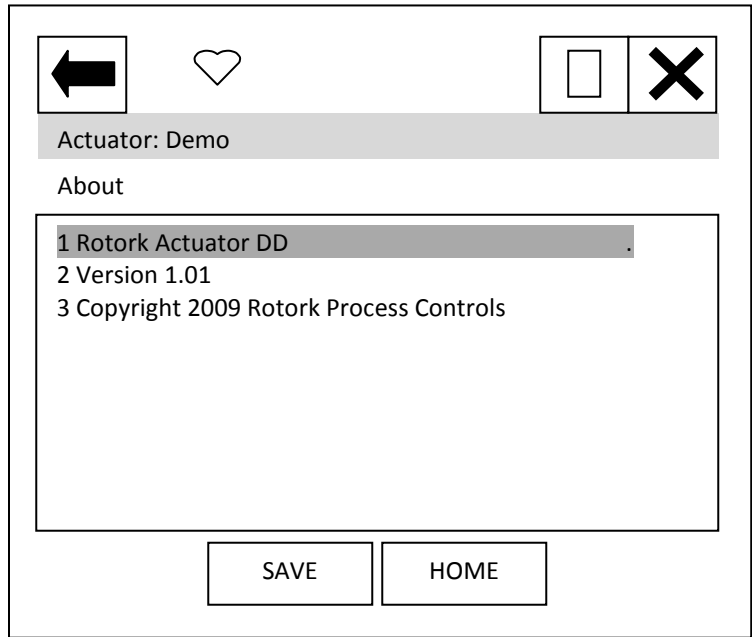 Actuator: Demo
About
1 Rotork Actuator DD .
2 Version 1.01
3 Copyright 2009 Rotork Process Controls
SAVE HOME